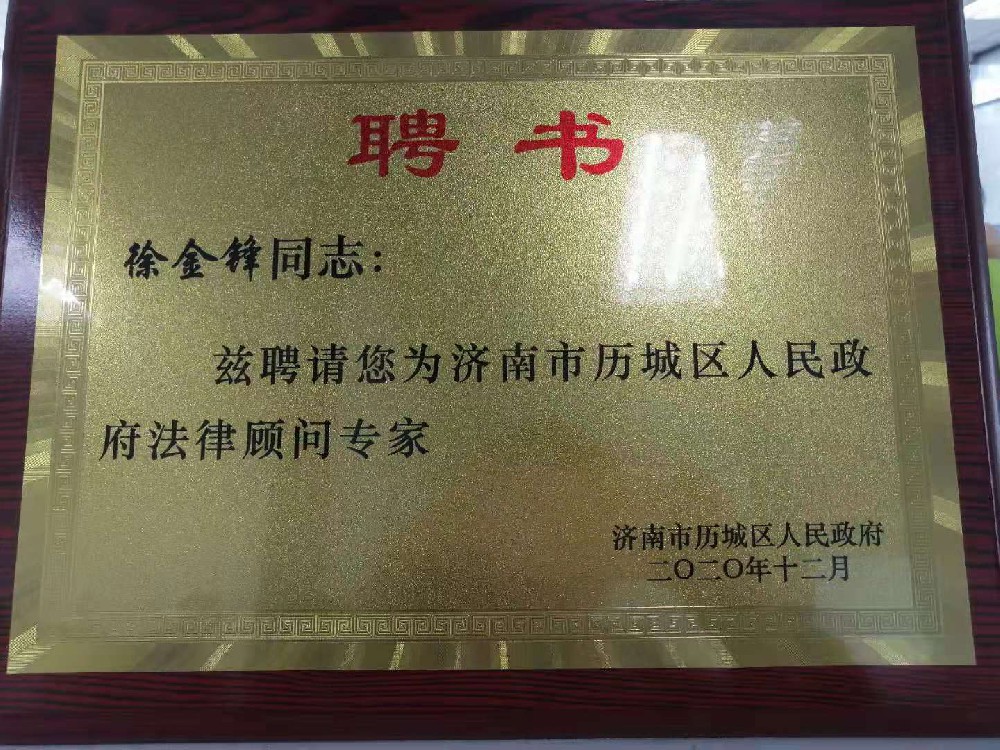 聘书
徐金锋同志：
兹聘请您为济南市历城区人民政
府法律顾问专家
济南市历城区人民政府
二〇二〇年十二月